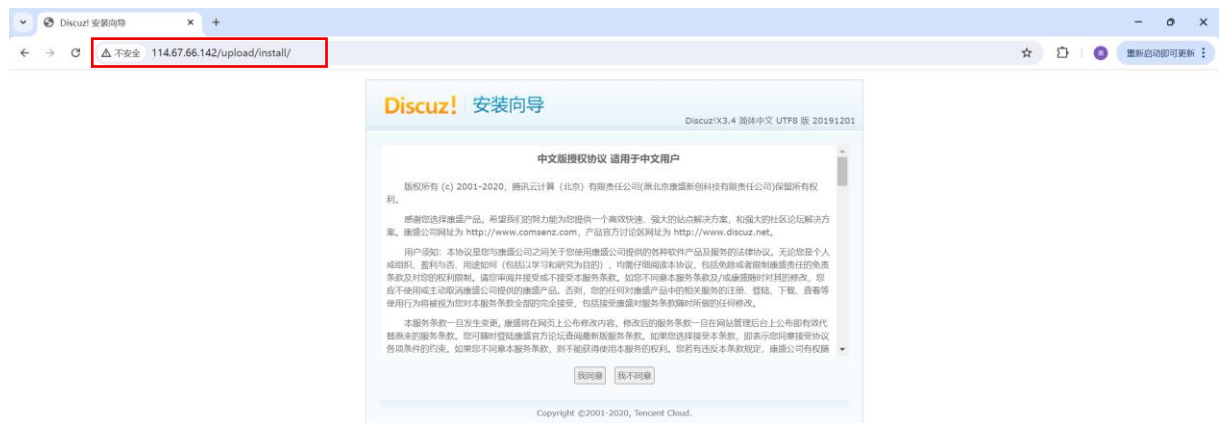 Discuz! 安装向导
不安全 114.67.66.142/upload/install/
重新启动即可更新
Discuz! 安装向导
Discuz!X3.4 简体中文 UTF8 版 20191201
中文版授权协议 适用于中文用户
版权所有 (c) 2001-2020，腾讯云计算（北京）有限责任公司(原北京康盛新创科技有限责任公司)保留所有权
利。
感谢您选择康盛产品。希望我们的努力能为您提供一个高效快速、强大的站点解决方案，和强大的社区论坛解决方
案。康盛公司网址为 http://www.comsenz.com，产品官方讨论区网址为 http://www.discuz.net。
用户须知：本协议是您与康盛公司之间关于您使用康盛公司提供的各种软件产品及服务的法律协议。无论您是个人
或组织、盈利与否、用途如何（包括以学习和研究为目的），均需仔细阅读本协议，包括免除或者限制康盛责任的免责
条款及对您的权利限制。请您审阅并接受或不接受本服务条款。如您不同意本服务条款及/或康盛随时对其的修改，您
应不使用或主动取消康盛公司提供的康盛产品。否则，您的任何对康盛产品中的相关服务的注册、登陆、下载、查看等
使用行为将被视为您对本服务条款全部的完全接受，包括接受康盛对服务条款随时所做的任何修改。
本服务条款一旦发生变更, 康盛将在网页上公布修改内容。修改后的服务条款一旦在网站管理后台上公布即有效代
替原来的服务条款。您可随时登陆康盛官方论坛查阅最新版服务条款。如果您选择接受本条款，即表示您同意接受协议
各项条件的约束。如果您不同意本服务条款，则不能获得使用本服务的权利。您若有违反本条款规定，康盛公司有权随
我同意 我不同意
Copyright ©2001-2020, Tencent Cloud.